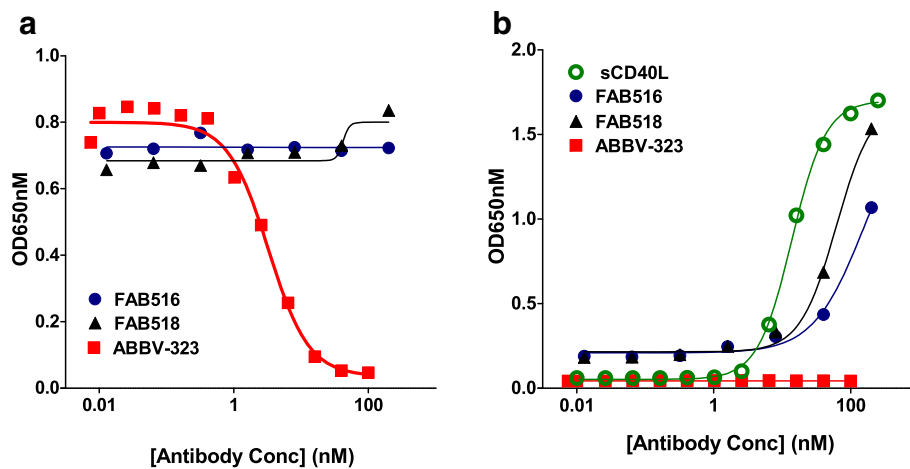 a
1.0
0.8
0.6
0.4
0.2
0.0
OD650nM
FAB516
FAB518
ABBV-323
0.01
1
100
[Antibody Conc] (nM)
b
2.0
1.5
1.0
0.5
0.0
OD650nM
sCD40L
FAB516
FAB518
ABBV-323
0.01
1
100
[Antibody Conc] (nM)